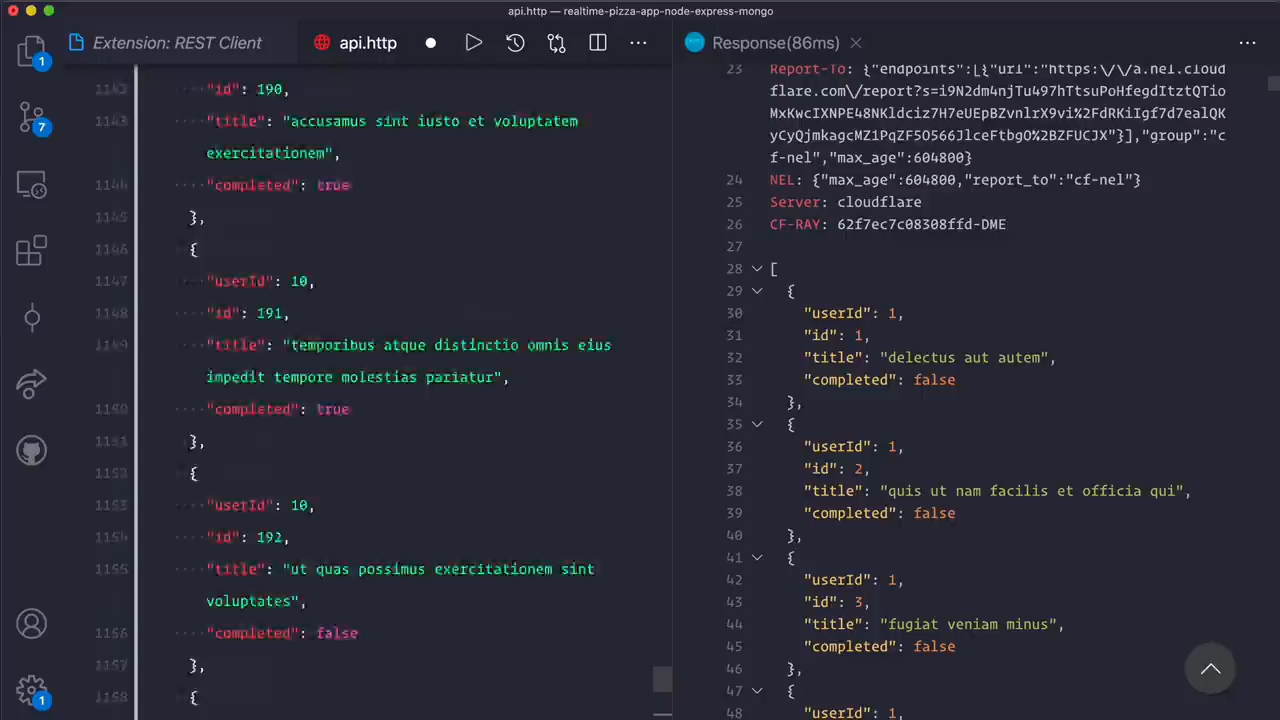 api.http — realtime-pizza-app-node-express-mongo
Extension: REST Client
api.http
1
7
1
1142
"id": 190,
1143
"title": "accusamus sint iusto et voluptatem
exercitationem",
1144
"completed": true
1145
},
1146
{
1147
"userId": 10,
1148
"id": 191,
1149
"title": "temporibus atque distinctio omnis eius
impedit tempore molestias pariatur",
1150
"completed": true
1151
},
1152
{
1153
"userId": 10,
1154
"id": 192,
1155
"title": "ut quas possimus exercitationem sint
voluptates",
1156
"completed": false
1157
},
1158
{
Response(86ms)
23
Report-To: {"endpoints":[{"url":"https:\/\/a.nel.cloud
flare.com\/report?s=i9N2dm4njTu497hTtsuPoHfegdItztQTio
MxKwcIXNPE48NKldciz7H7eUEpBZvnlrX9vi%2FdRKiIgf7d7ealQK
yCyQjmkagcMZ1PqZF5O566JlceFtbgO%2BZFUCJX"}],"group":"c
f-nel","max_age":604800}
24
NEL: {"max_age":604800,"report_to":"cf-nel"}
25
Server: cloudflare
26
CF-RAY: 62f7ec7c08308ffd-DME
27
28
[
29
{
30
"userId": 1,
31
"id": 1,
32
"title": "delectus aut autem",
33
"completed": false
34
},
35
{
36
"userId": 1,
37
"id": 2,
38
"title": "quis ut nam facilis et officia qui",
39
"completed": false
40
},
41
{
42
"userId": 1,
43
"id": 3,
44
"title": "fugiat veniam minus",
45
"completed": false
46
},
47
{
48
"userId": 1,